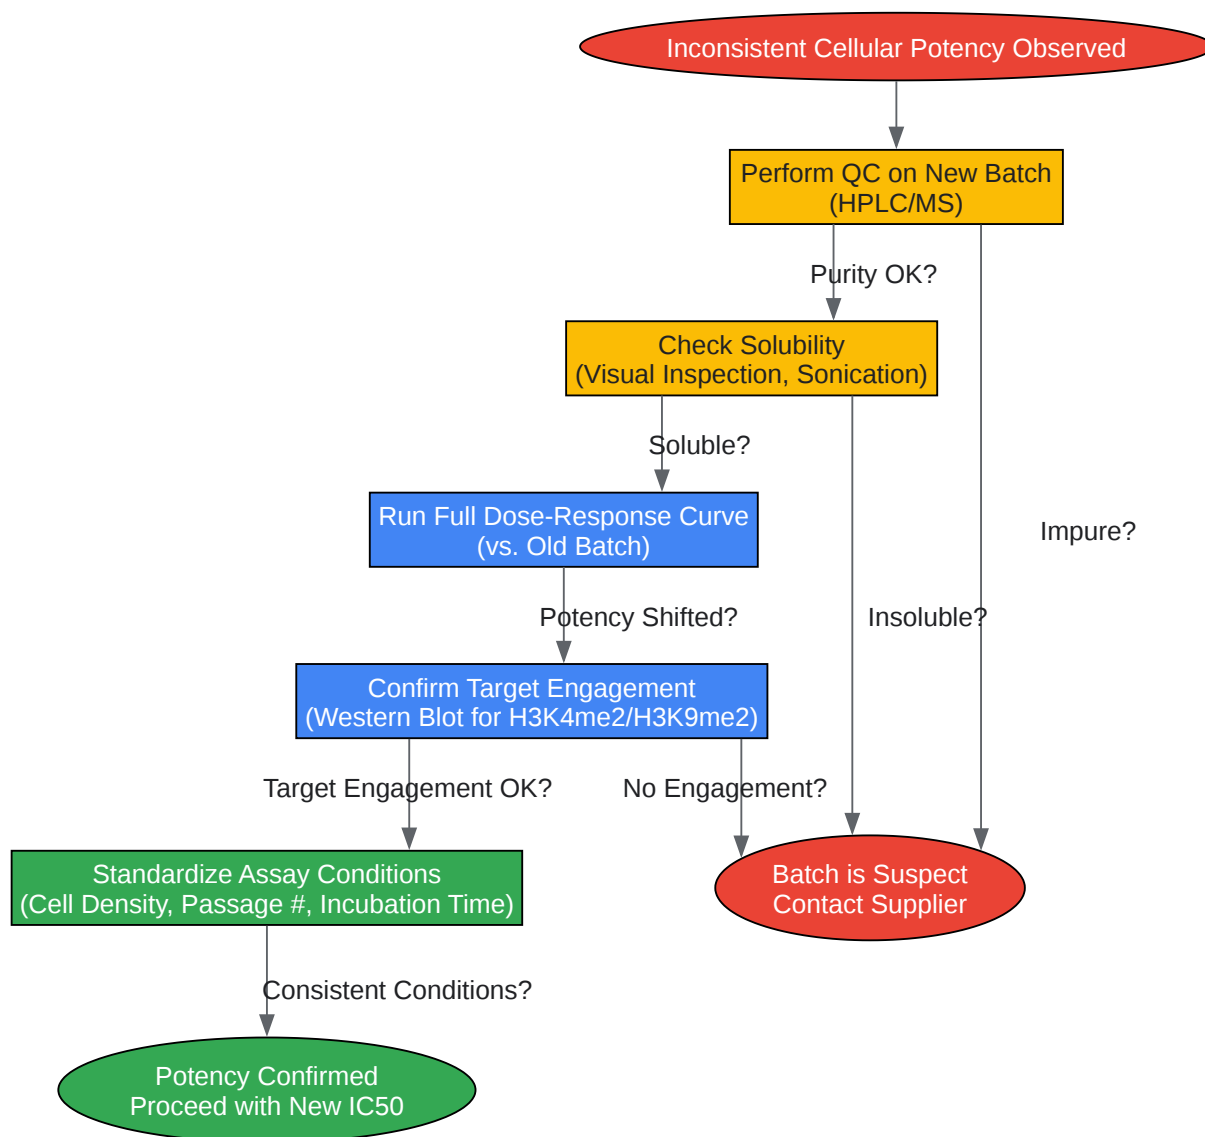 Inconsistent Cellular Potency Observed
Perform QC on New Batch
(HPLC/MS)
Purity OK?
Check Solubility
(Visual Inspection, Sonication)
Soluble?
Run Full Dose-Response Curve
(vs. Old Batch)
Impure?
Potency Shifted?
Insoluble?
Confirm Target Engagement
(Western Blot for H3K4me2/H3K9me2)
Target Engagement OK?
No Engagement?
Standardize Assay Conditions
(Cell Density, Passage #, Incubation Time)
Batch is Suspect
Contact Supplier
Consistent Conditions?
Potency Confirmed
Proceed with New IC50